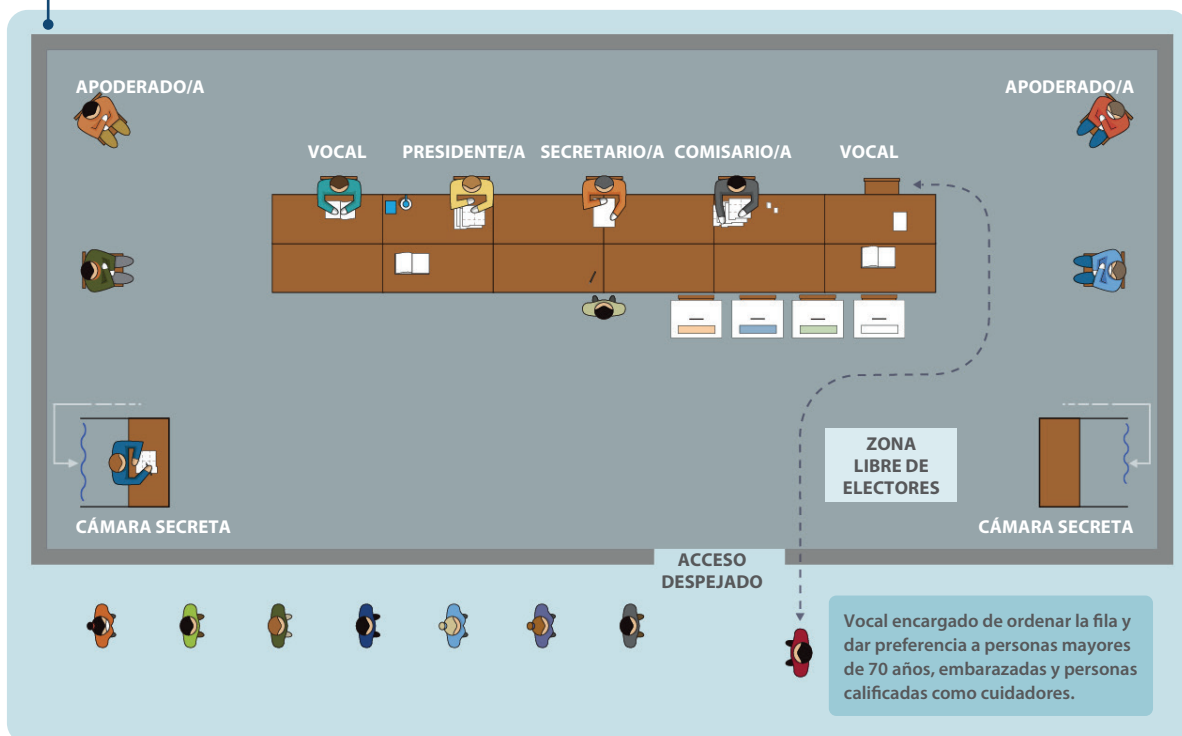 APODERADO/A
APODERADO/A
VOCAL
PRESIDENTE/A
SECRETARIO/A
COMISARIO/A
VOCAL
ZONA
LIBRE DE
ELECTORES
CÁMARA SECRETA
CÁMARA SECRETA
ACCESO
DESPEJADO
Vocal encargado de ordenar la fila y
dar preferencia a personas mayores
de 70 años, embarazadas y personas
calificadas como cuidadores.